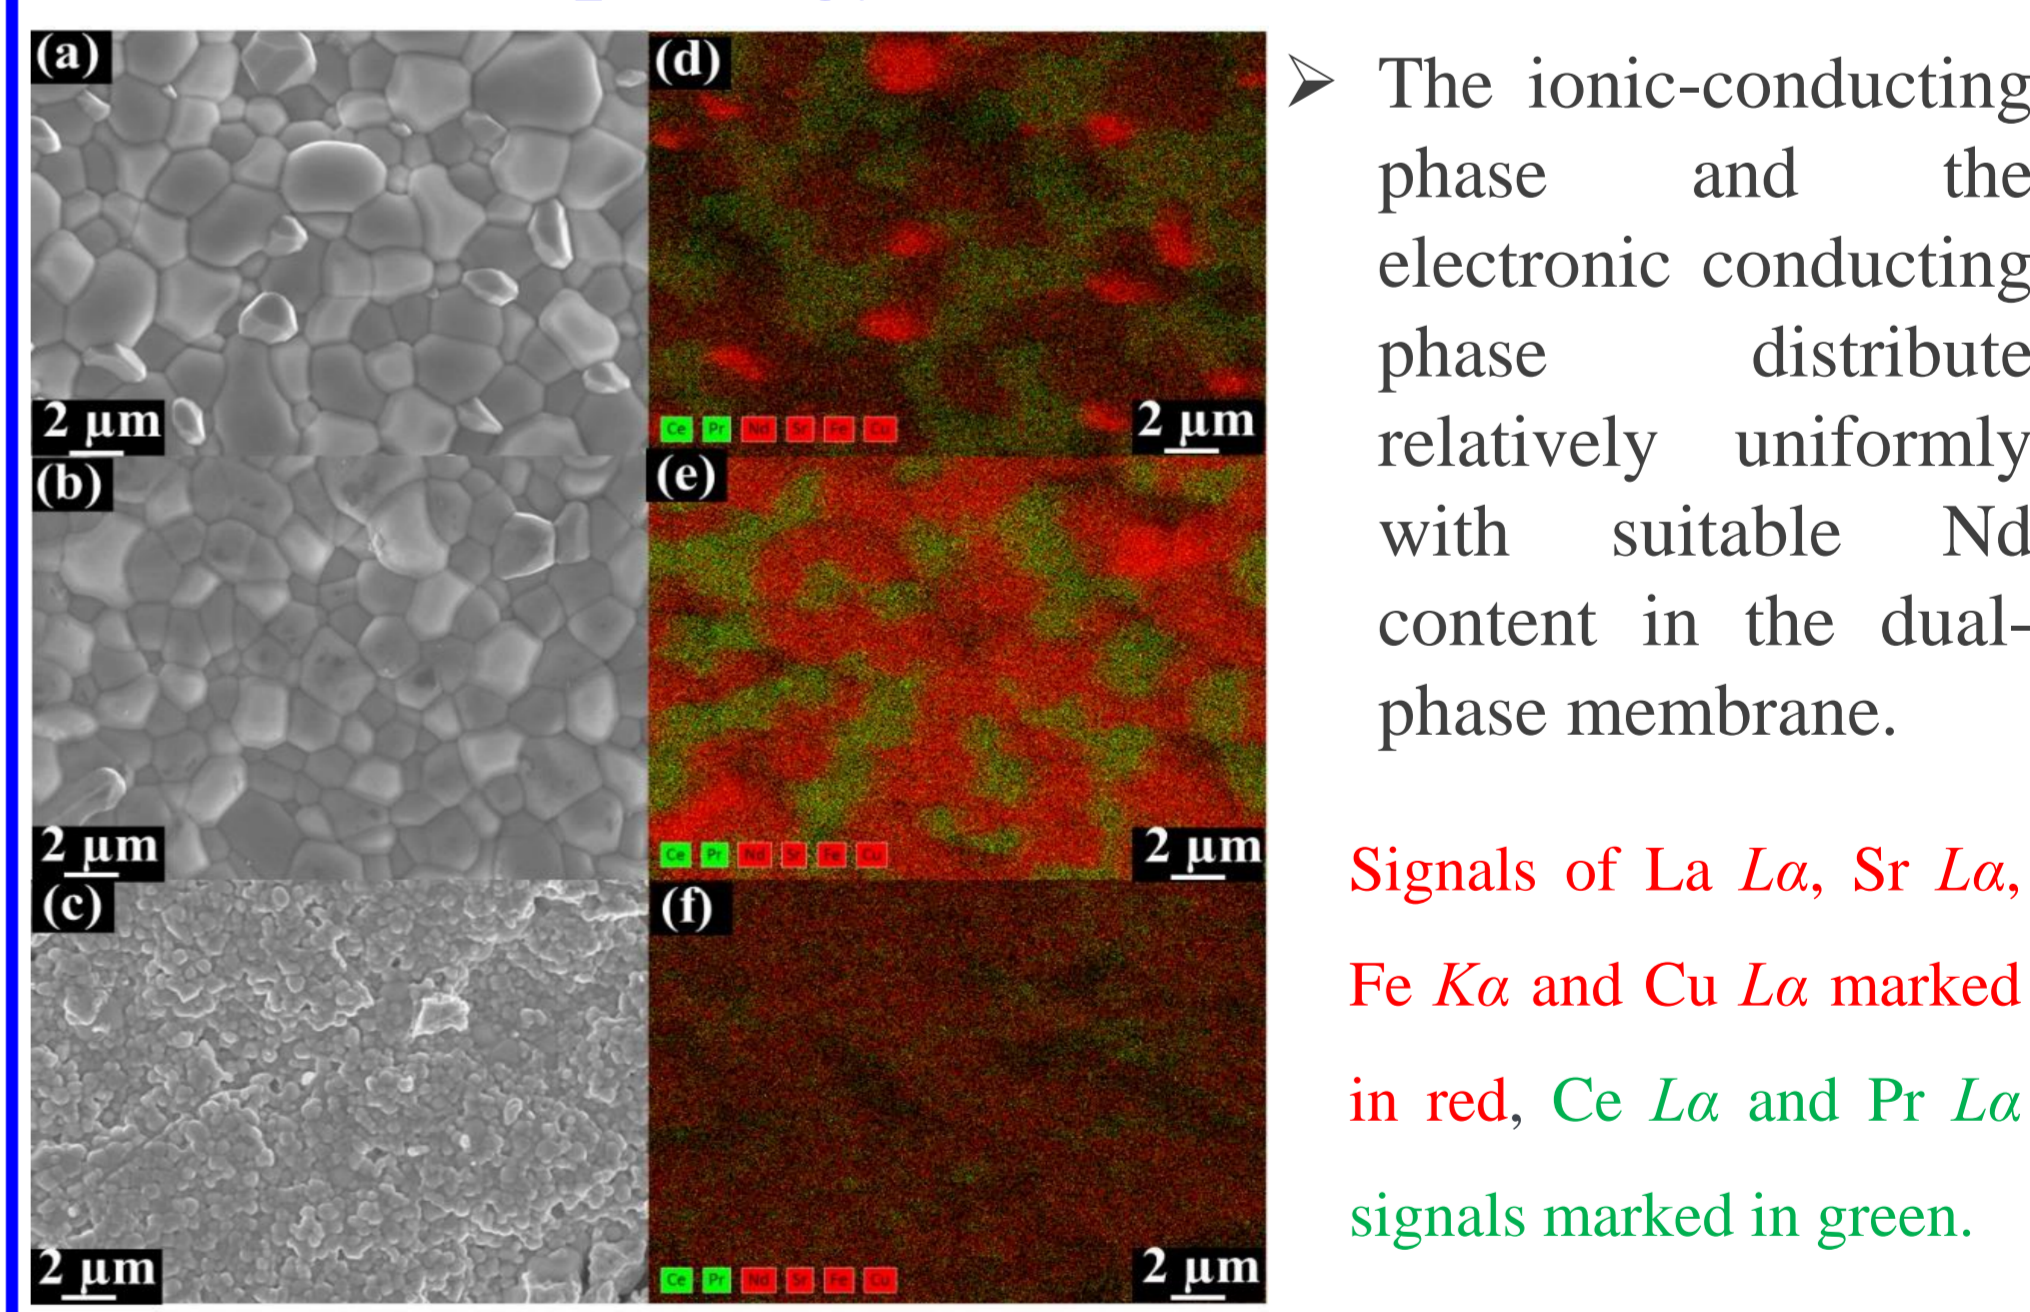 (a)
2 μm
(b)
2 μm
(c)
2 μm
(d)
Ce Pr Nd Sr Fe Cu
2 μm
(e)
Ce Pr Nd Sr Fe Cu
2 μm
(f)
Ce Pr Nd Sr Fe Cu
2 μm
➢ The ionic-conducting
phase and the
electronic conducting
phase distribute
relatively uniformly
with suitable Nd
content in the dual-
phase membrane.
Signals of La Lα, Sr Lα,
Fe Kα and Cu Lα marked
in red, Ce Lα and Pr Lα
signals marked in green.